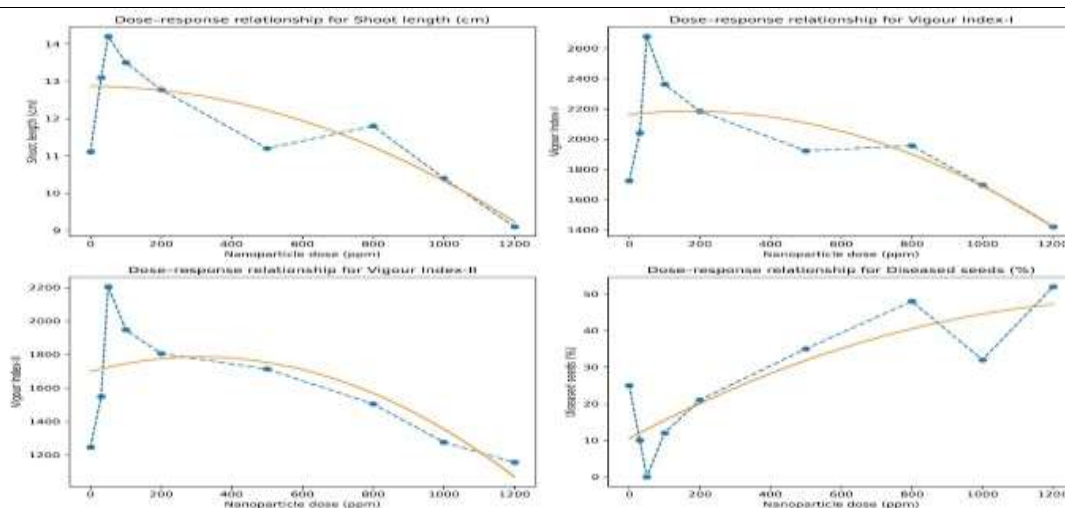 Dose-response relationship for Shoot length (cm)
Shoot length (cm)
14
13
12
11
10
9
0 200 400 600 800 1000 1200
Nanoparticle dose (ppm)
Dose-response relationship for Vigour Index-I
Vigour Index-I
2600
2400
2200
2000
1800
1600
1400
0 200 400 600 800 1000 1200
Nanoparticle dose (ppm)
Dose-response relationship for Vigour Index-II
Vigour Index-II
2200
2000
1800
1600
1400
1200
0 200 400 600 800 1000 1200
Nanoparticle dose (ppm)
Dose-response relationship for Diseased seeds (%)
Diseased seeds (%)
50
40
30
20
10
0
0 200 400 600 800 1000 1200
Nanoparticle dose (ppm)